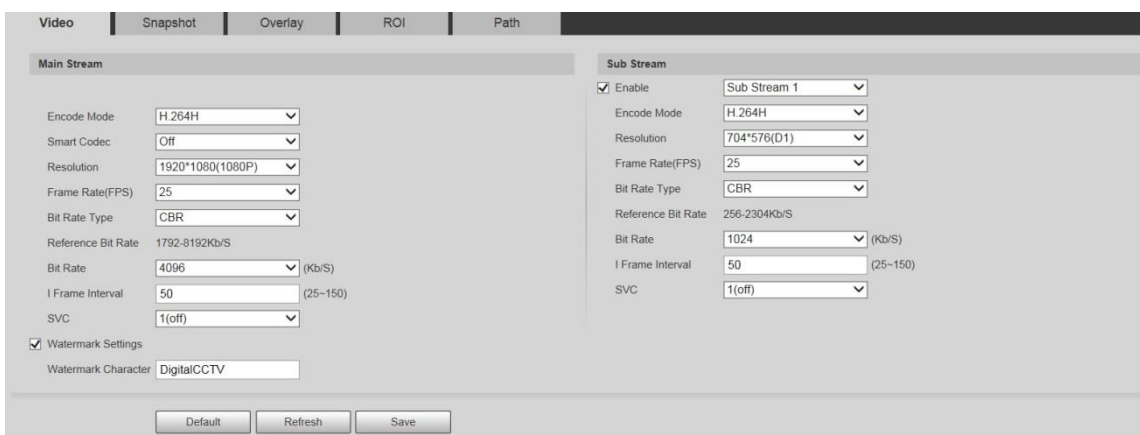 Video Snapshot Overlay ROI Path
Main Stream
Encode Mode H.264H
Smart Codec Off
Resolution 1920*1080(1080P)
Frame Rate(FPS) 25
Bit Rate Type CBR
Reference Bit Rate 1792-8192Kb/S
Bit Rate 4096 (Kb/S)
I Frame Interval 50 (25~150)
SVC 1(off)
Watermark Settings
Watermark Character DigitalCCTV
Sub Stream
Enable Sub Stream 1
Encode Mode H.264H
Resolution 704*576(D1)
Frame Rate(FPS) 25
Bit Rate Type CBR
Reference Bit Rate 256-2304Kb/S
Bit Rate 1024 (Kb/S)
I Frame Interval 50 (25~150)
SVC 1(off)
Default Refresh Save